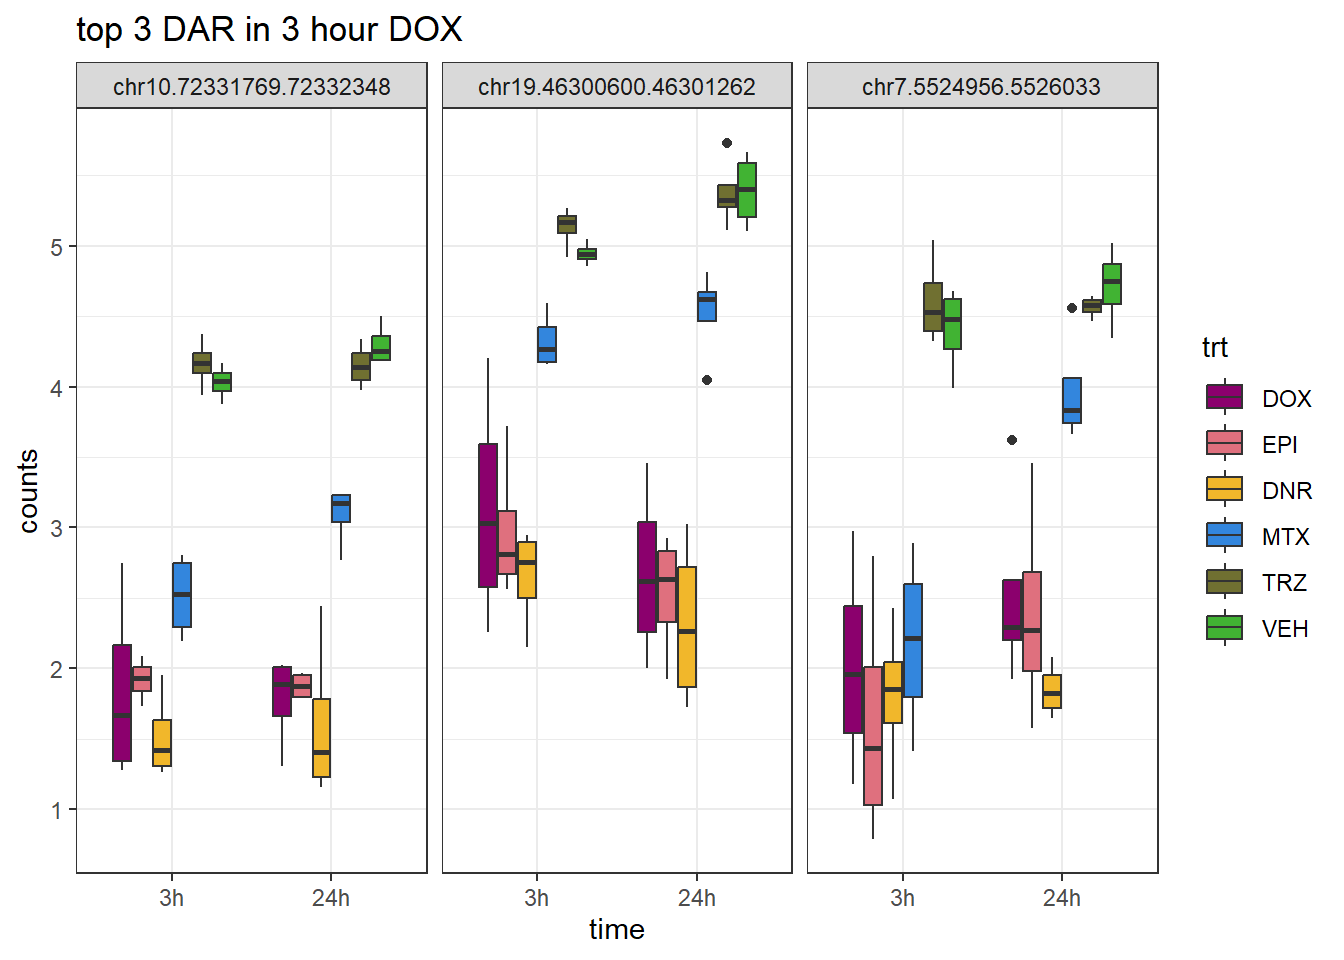 top 3 DAR in 3 hour DOX
chr10.72331769.72332348
chr19.46300600.46301262
chr7.5524956.5526033
counts
5
4
3
2
1
3h
24h
3h
24h
3h
24h
time
trt
DOX
EPI
DNR
MTX
TRZ
VEH